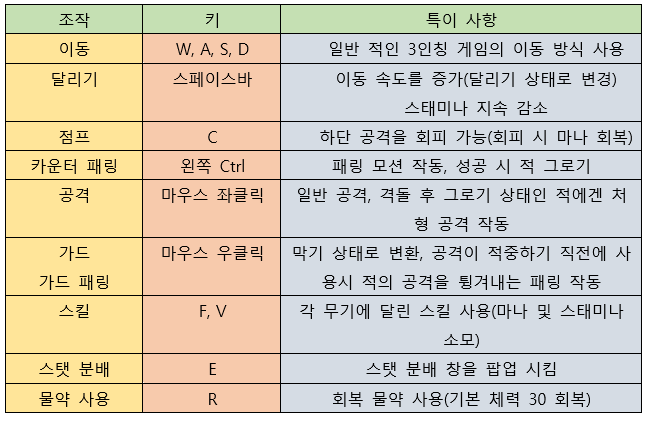 조작 키 특이 사항
이동 W, A, S, D 일반 적인 3인칭 게임의 이동 방식 사용
달리기 스페이스바 이동 속도를 증가(달리기 상태로 변경)
스태미나 지속 감소
점프 C 하단 공격을 회피 가능(회피 시 마나 회복)
카운터 패링 왼쪽 Ctrl 패링 모션 작동, 성공 시 적 그로기
공격 마우스 좌클릭 일반 공격, 격돌 후 그로기 상태인 적에겐 처
형 공격 작동
가드 마우스 우클릭 막기 상태로 변환, 공격이 적중하기 직전에 사
가드 패링 용시 적의 공격을 튕겨내는 패링 작동
스킬 F, V 각 무기에 달린 스킬 사용(마나 및 스태미나
소모)
스탯 분배 E 스탯 분배 창을 팝업 시킴
물약 사용 R 회복 물약 사용(기본 체력 30 회복)